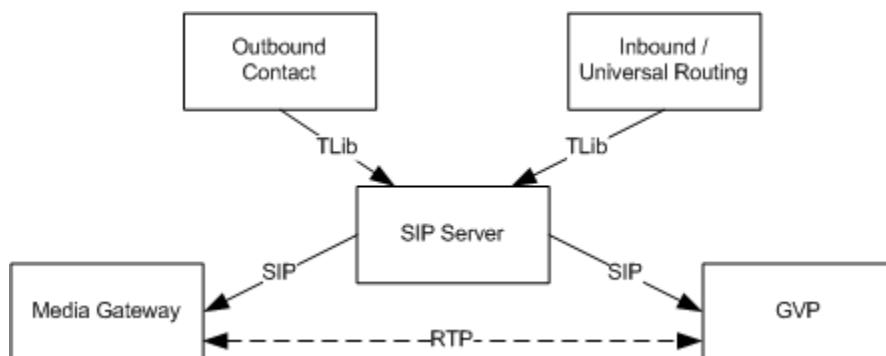 Outbound
Contact
Inbound /
Universal Routing
TLib
TLib
SIP Server
SIP
SIP
Media Gateway
RTP
GVP